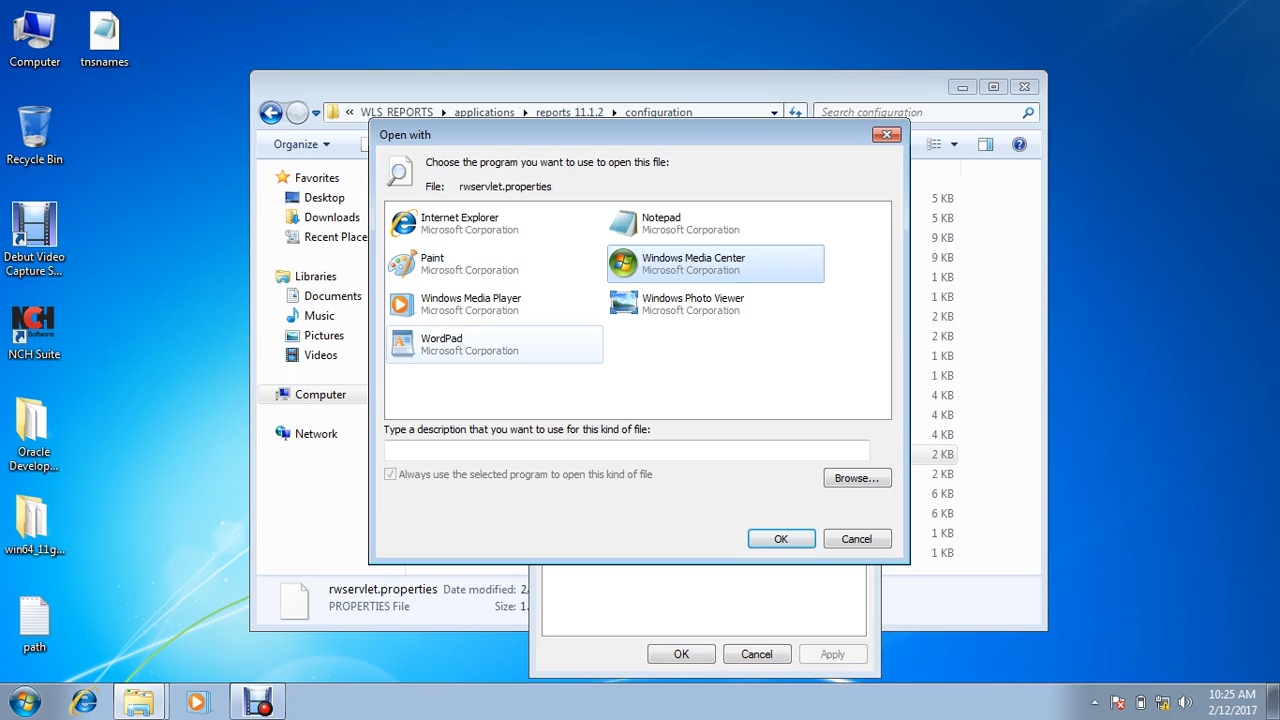 Computer
tnsnames
Recycle Bin
Debut Video
Capture S...
NCH
Software
NCH Suite
Oracle
Develop...
win64_11g...
path
« WLS_REPORTS applications reports_11.1.2 configuration
Search configuration
Organize
Favorites
Desktop
Downloads
Recent Place
Libraries
Documents
Music
Pictures
Videos
Computer
Network
Open with
Choose the program you want to use to open this file:
File: rwservlet.properties
Internet Explorer
Microsoft Corporation
Notepad
Microsoft Corporation
Paint
Microsoft Corporation
Windows Media Center
Microsoft Corporation
Windows Media Player
Microsoft Corporation
Windows Photo Viewer
Microsoft Corporation
WordPad
Microsoft Corporation
Type a description that you want to use for this kind of file:
Always use the selected program to open this kind of file
Browse...
OK Cancel
5 KB
5 KB
9 KB
9 KB
1 KB
1 KB
2 KB
2 KB
1 KB
1 KB
4 KB
4 KB
4 KB
2 KB
2 KB
6 KB
6 KB
1 KB
1 KB
rwservlet.properties Date modified: 2/
PROPERTIES File Size: 1.
OK Cancel Apply
10:25 AM
2/12/2017